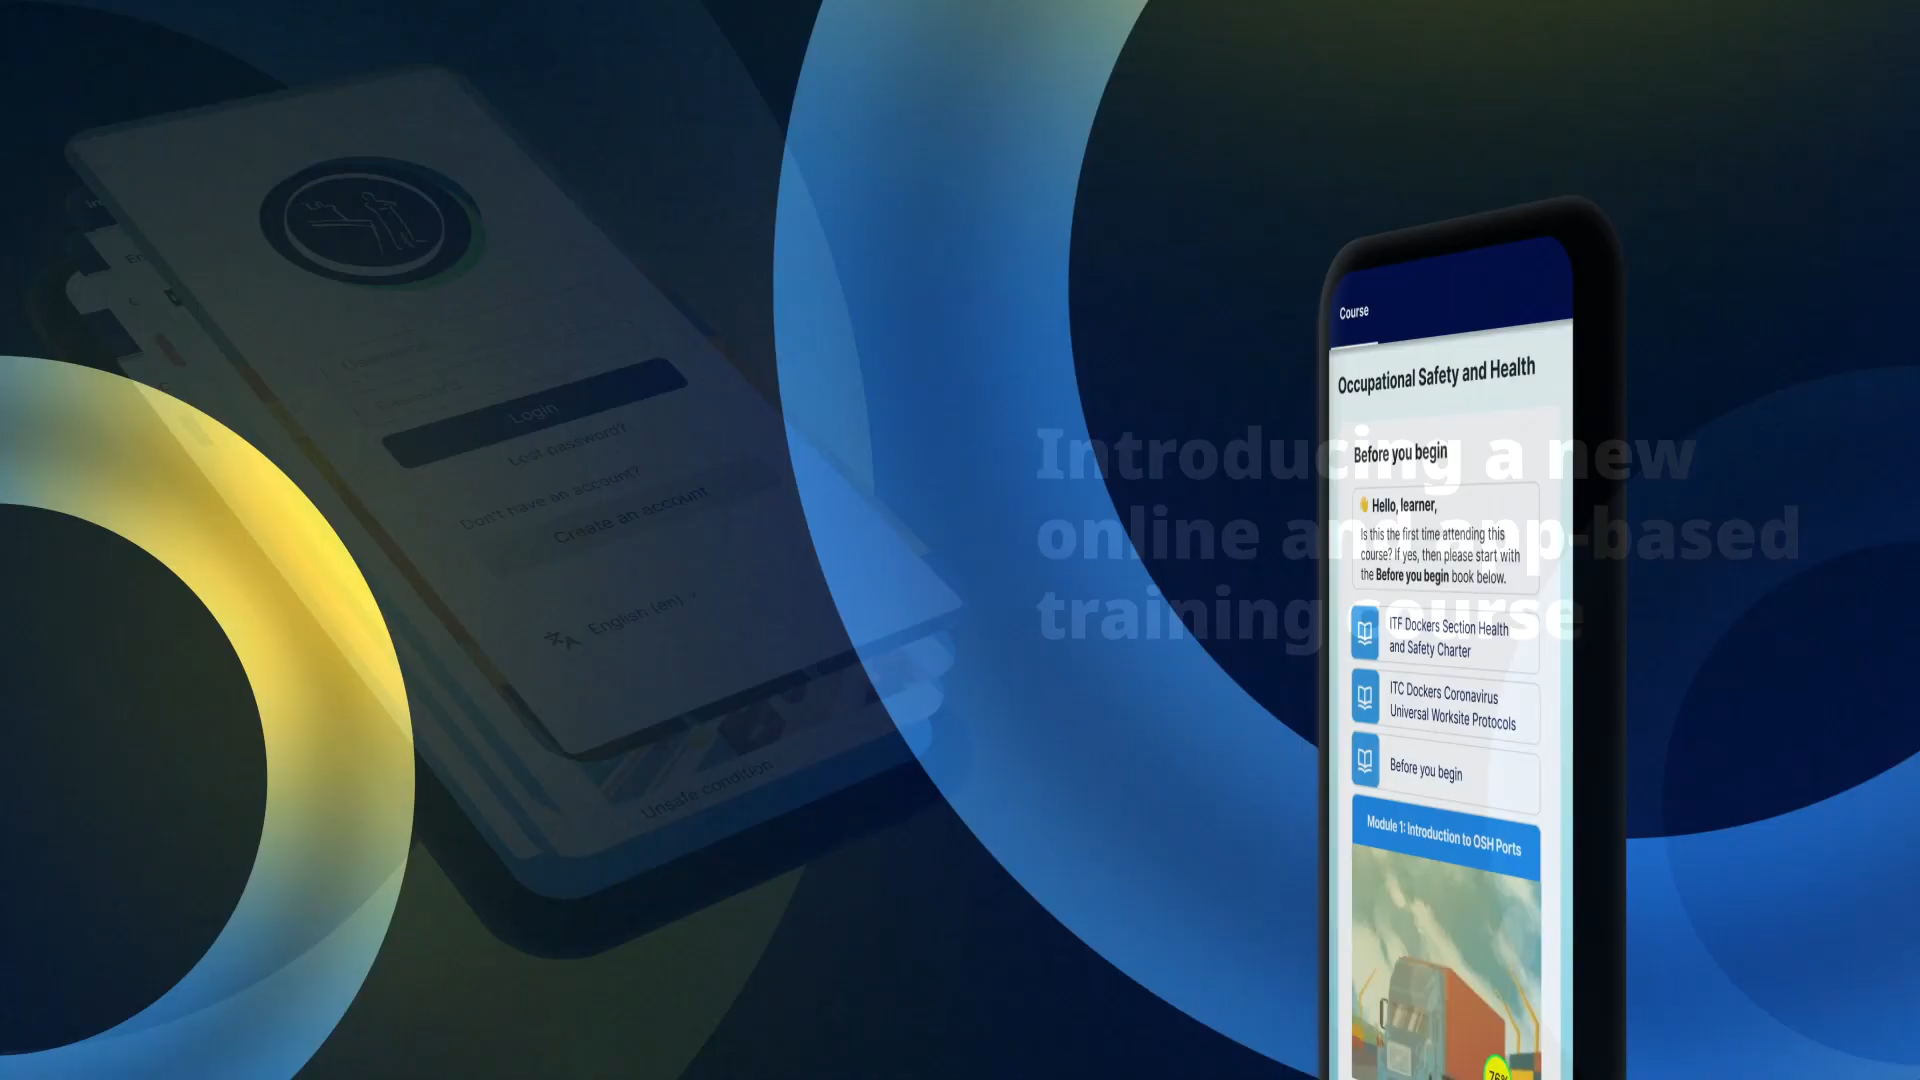 Login
Lost password?
Don't have an account?
Create an account
English (en)
Unsafe condition
Introducing a new
online and app-based
training course
Course
Occupational Safety and Health
Before you begin
👋 Hello, learner,
Is this the first time attending this
course? If yes, then please start with
the Before you begin book below.
ITF Dockers Section Health
and Safety Charter
ITC Dockers Coronavirus
Universal Worksite Protocols
Before you begin
Module 1: Introduction to OSH Ports
76%